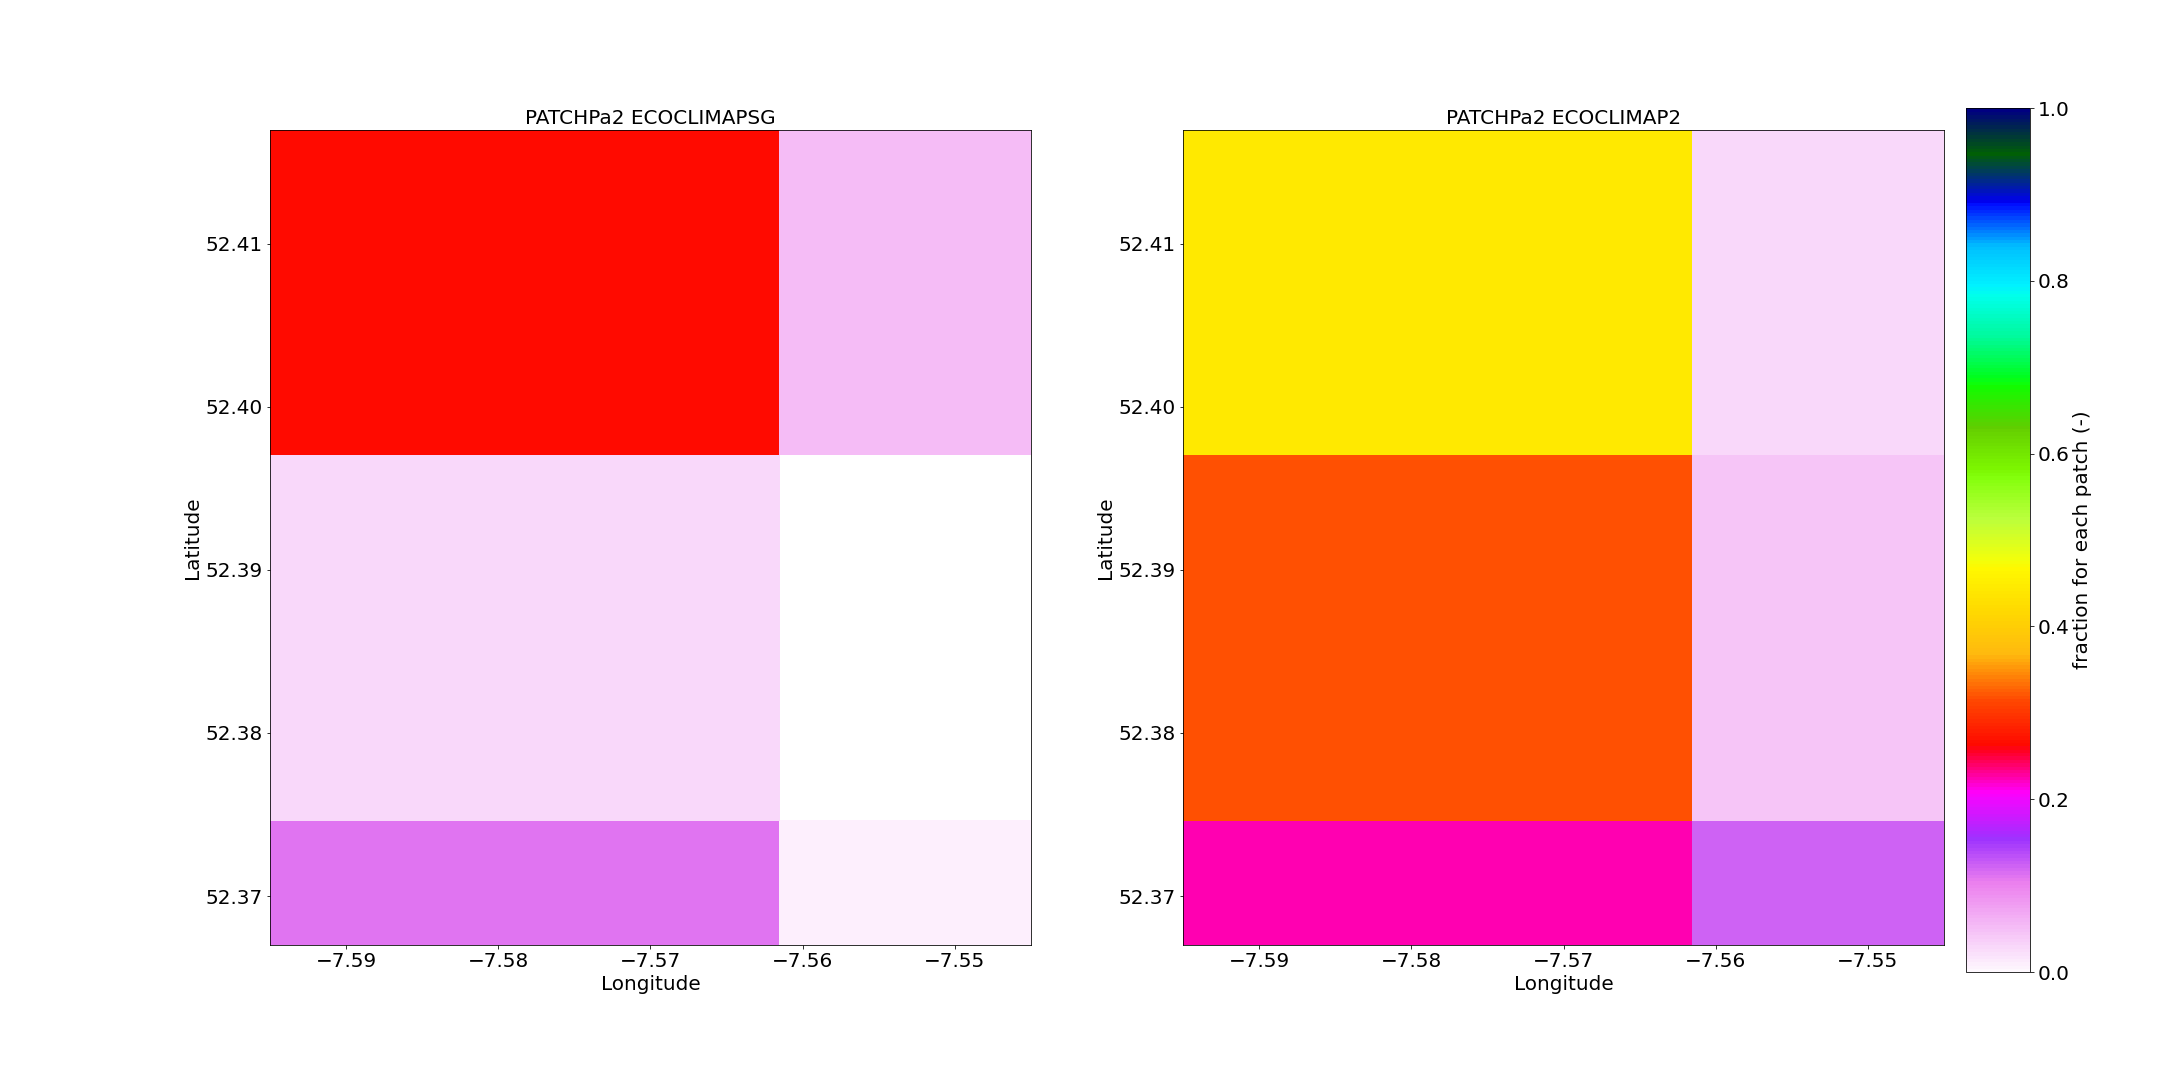 PATCHPa2 ECOCLIMAPSG
52.41
52.40
52.39
52.38
52.37
Latitude
−7.59 −7.58 −7.57 −7.56 −7.55
Longitude
PATCHPa2 ECOCLIMAP2
52.41
52.40
52.39
52.38
52.37
Latitude
−7.59 −7.58 −7.57 −7.56 −7.55
Longitude
1.0
0.8
0.6
0.4
0.2
0.0
fraction for each patch (-)